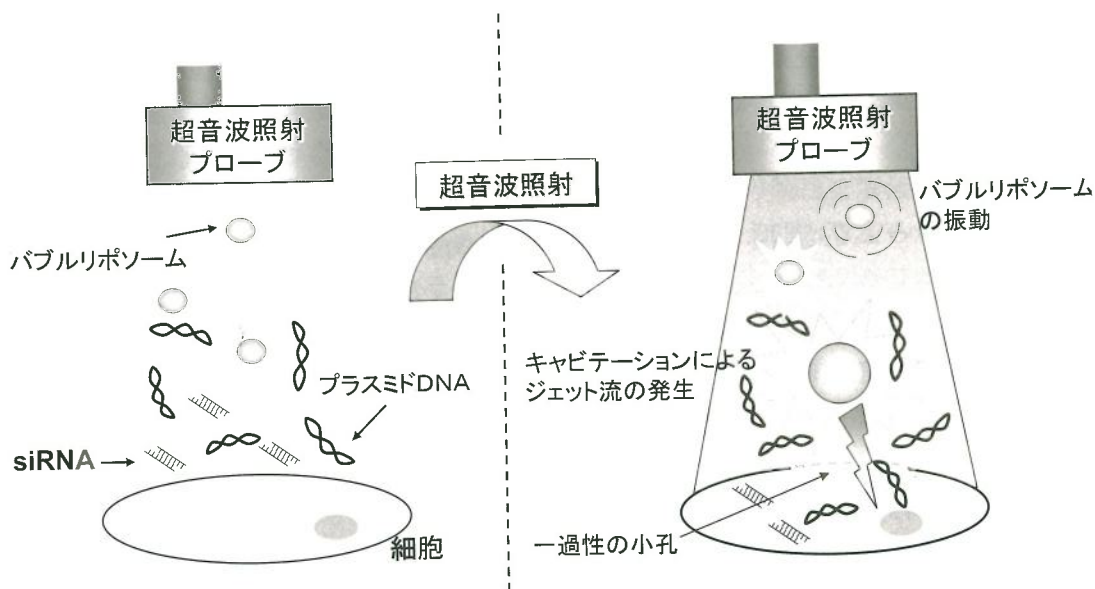 超音波照射
プローブ
バブルリポソーム
プラスミドDNA
siRNA
細胞
超音波照射
超音波照射
プローブ
バブルリポソーム
の振動
キャビテーションによる
ジェット流の発生
一過性の小孔